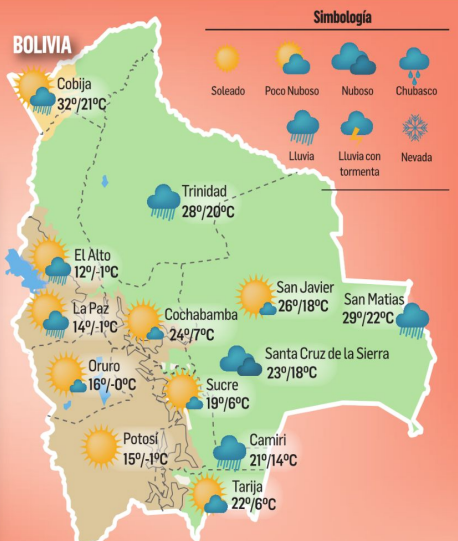 Simbología
BOLIVIA
Soleado
Poco Nuboso
Nuboso
Chubasco
Lluvia
Lluvia con
tormenta
Nevada
Cobija
32º/21ºC
Trinidad
28º/20ºC
El Alto
12º/-1ºC
La Paz
14º/-1ºC
Cochabamba
24º/7ºC
San Javier
26º/18ºC
San Matias
29º/22ºC
Oruro
16º/-0ºC
Santa Cruz de la Sierra
23º/18ºC
Sucre
19º/6ºC
Potosí
15º/-1ºC
Camiri
21º/14ºC
Tarija
22º/6ºC